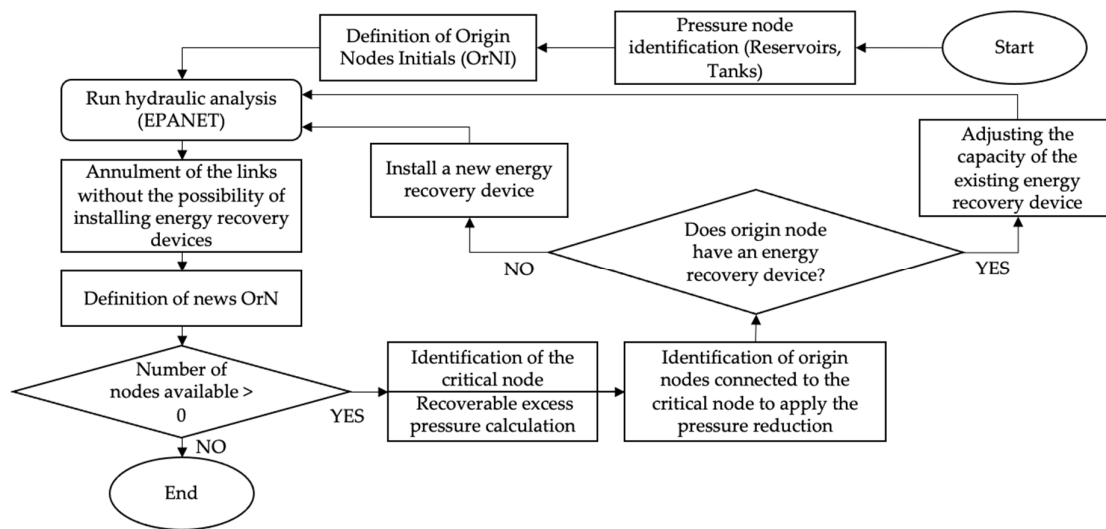 Start
Pressure node
identification (Reservoirs,
Tanks)
Definition of Origin
Nodes Initials (OrNI)
Run hydraulic analysis
(EPANET)
Annulment of the links
without the possibility of
installing energy recovery
devices
Definition of news OrN
Number of
nodes available >
0
YES
NO
End
Identification of the
critical node
Recoverable excess
pressure calculation
Identification of origin
nodes connected to the
critical node to apply the
pressure reduction
Does origin node
have an energy
recovery device?
NO
YES
Install a new energy
recovery device
Adjusting the
capacity of the
existing energy
recovery device